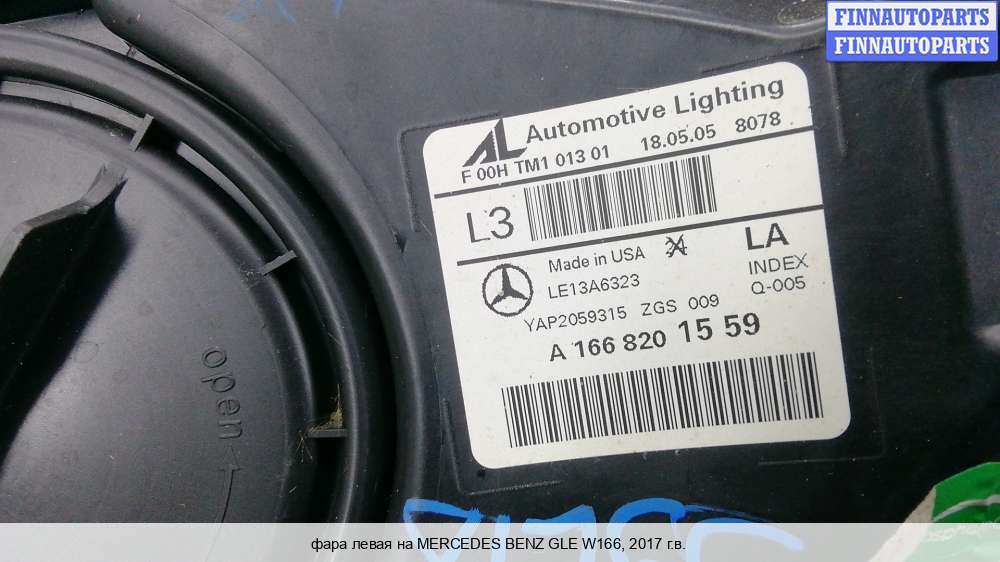 FINNAUTOPARTS
FINNAUTOPARTS
AL Automotive Lighting
F 00H TM1 013 01 18.05.05 8078
L3
Made in USA LA
LE13A6323 INDEX
YAP2059315 ZGS 009 Q-005
A 166 820 15 59
open
фара левая на MERCEDES BENZ GLE W166, 2017 г.в.